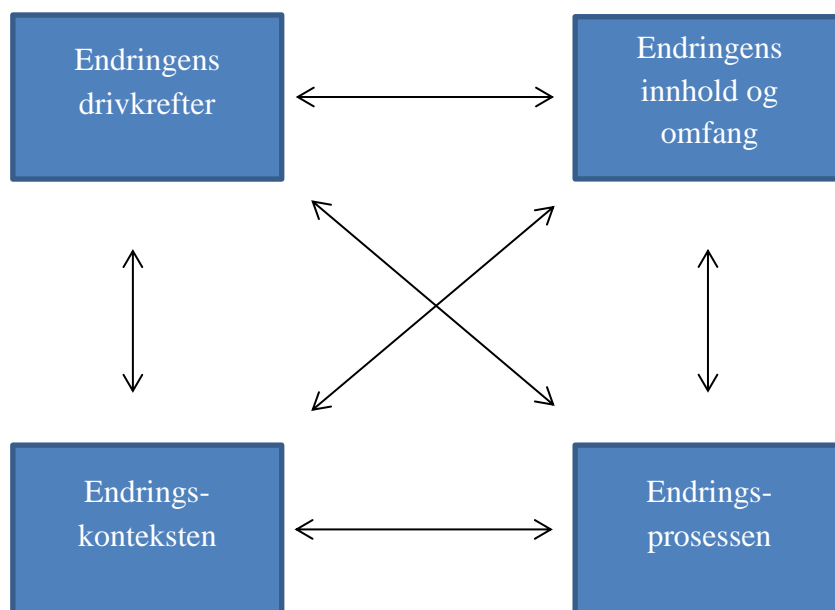 Endringens
drivkrefter
Endringens
innhold og
omfang
Endrings-
konteksten
Endrings-
prosessen